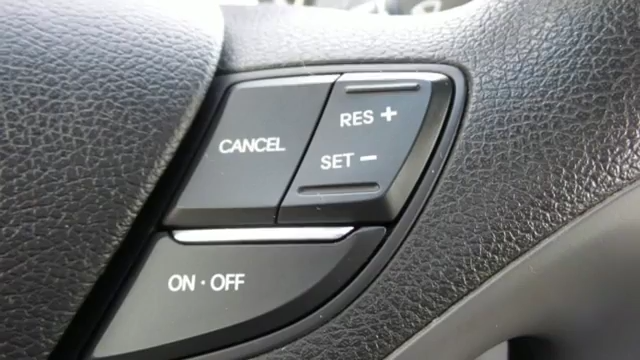 CANCEL
RES +
SET −
ON · OFF